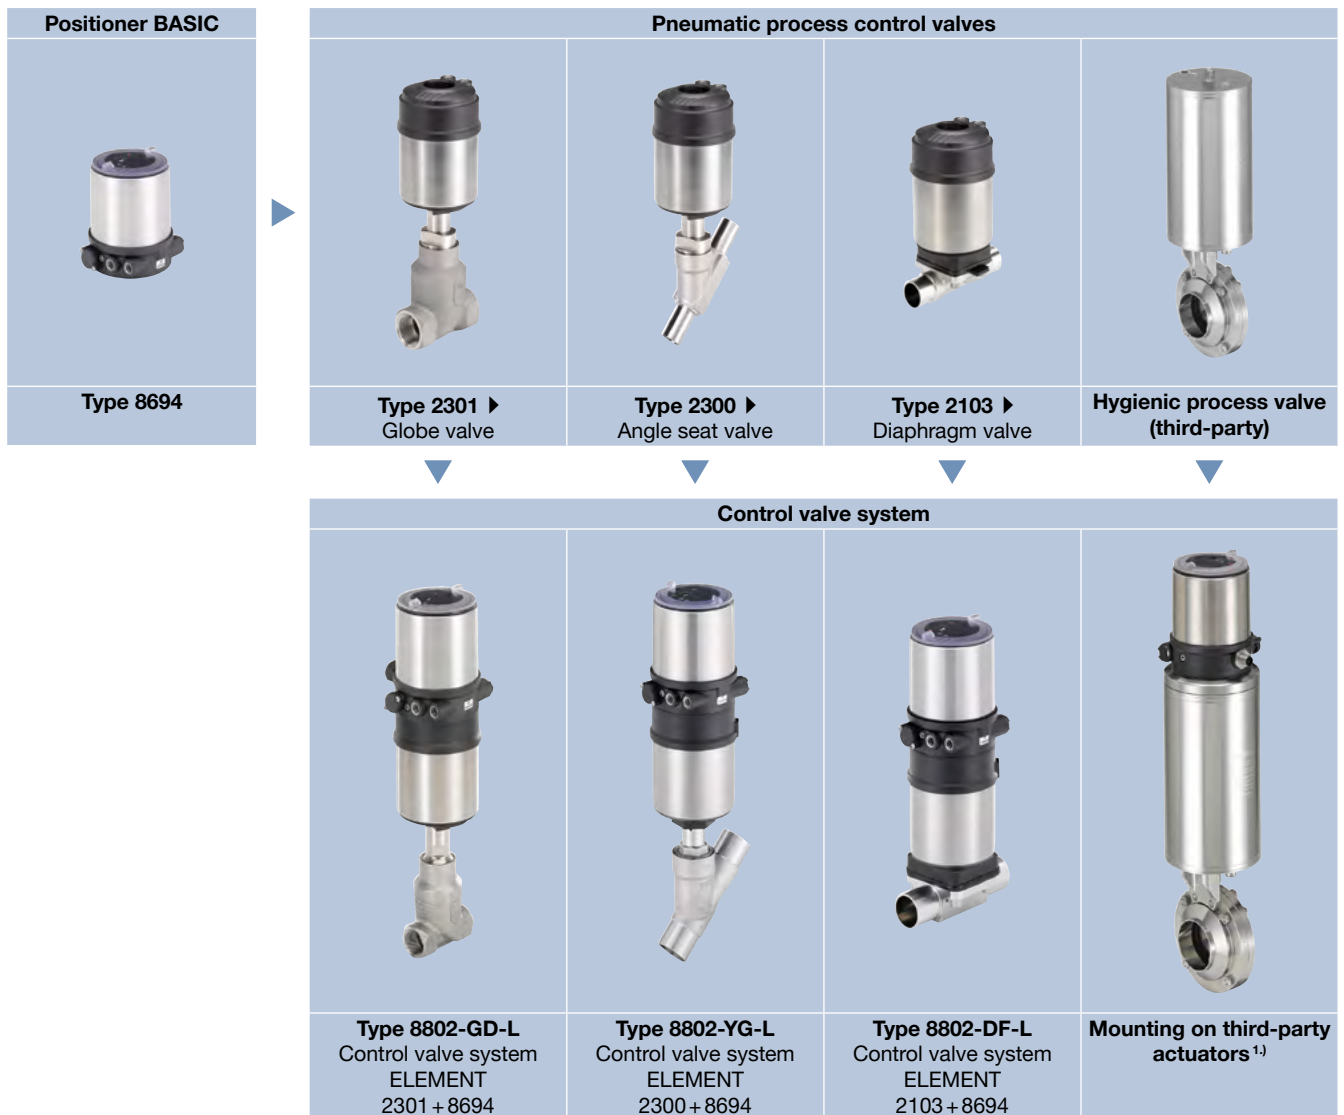 Positioner BASIC
Type 8694
Pneumatic process control valves
Type 2301 ▶
Globe valve
Type 2300 ▶
Angle seat valve
Type 2103 ▶
Diaphragm valve
Hygienic process valve
(third-party)
Control valve system
Type 8802-GD-L
Control valve system
ELEMENT
2301 + 8694
Type 8802-YG-L
Control valve system
ELEMENT
2300 + 8694
Type 8802-DF-L
Control valve system
ELEMENT
2103 + 8694
Mounting on third-party
actuators 1.)